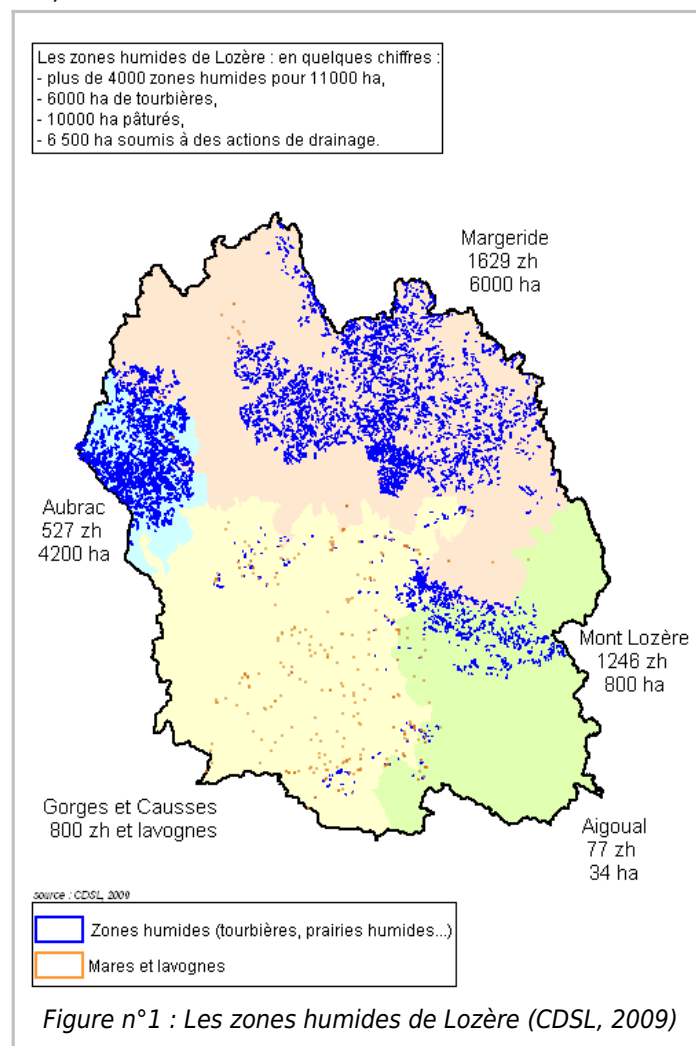 Les zones humides de Lozère : en quelques chiffres :
- plus de 4000 zones humides pour 11000 ha,
- 6000 ha de tourbières,
- 10000 ha pâturés,
- 6 500 ha soumis à des actions de drainage.
Margeride
1629 zh
6000 ha
Aubrac
527 zh
4200 ha
Mont Lozère
1246 zh
800 ha
Gorges et Causses
800 zh et lavognes
Aigoual
77 zh
34 ha
source : CDSL, 2009
Zones humides (tourbières, prairies humides...)
Mares et lavognes
Figure n°1 : Les zones humides de Lozère (CDSL, 2009)